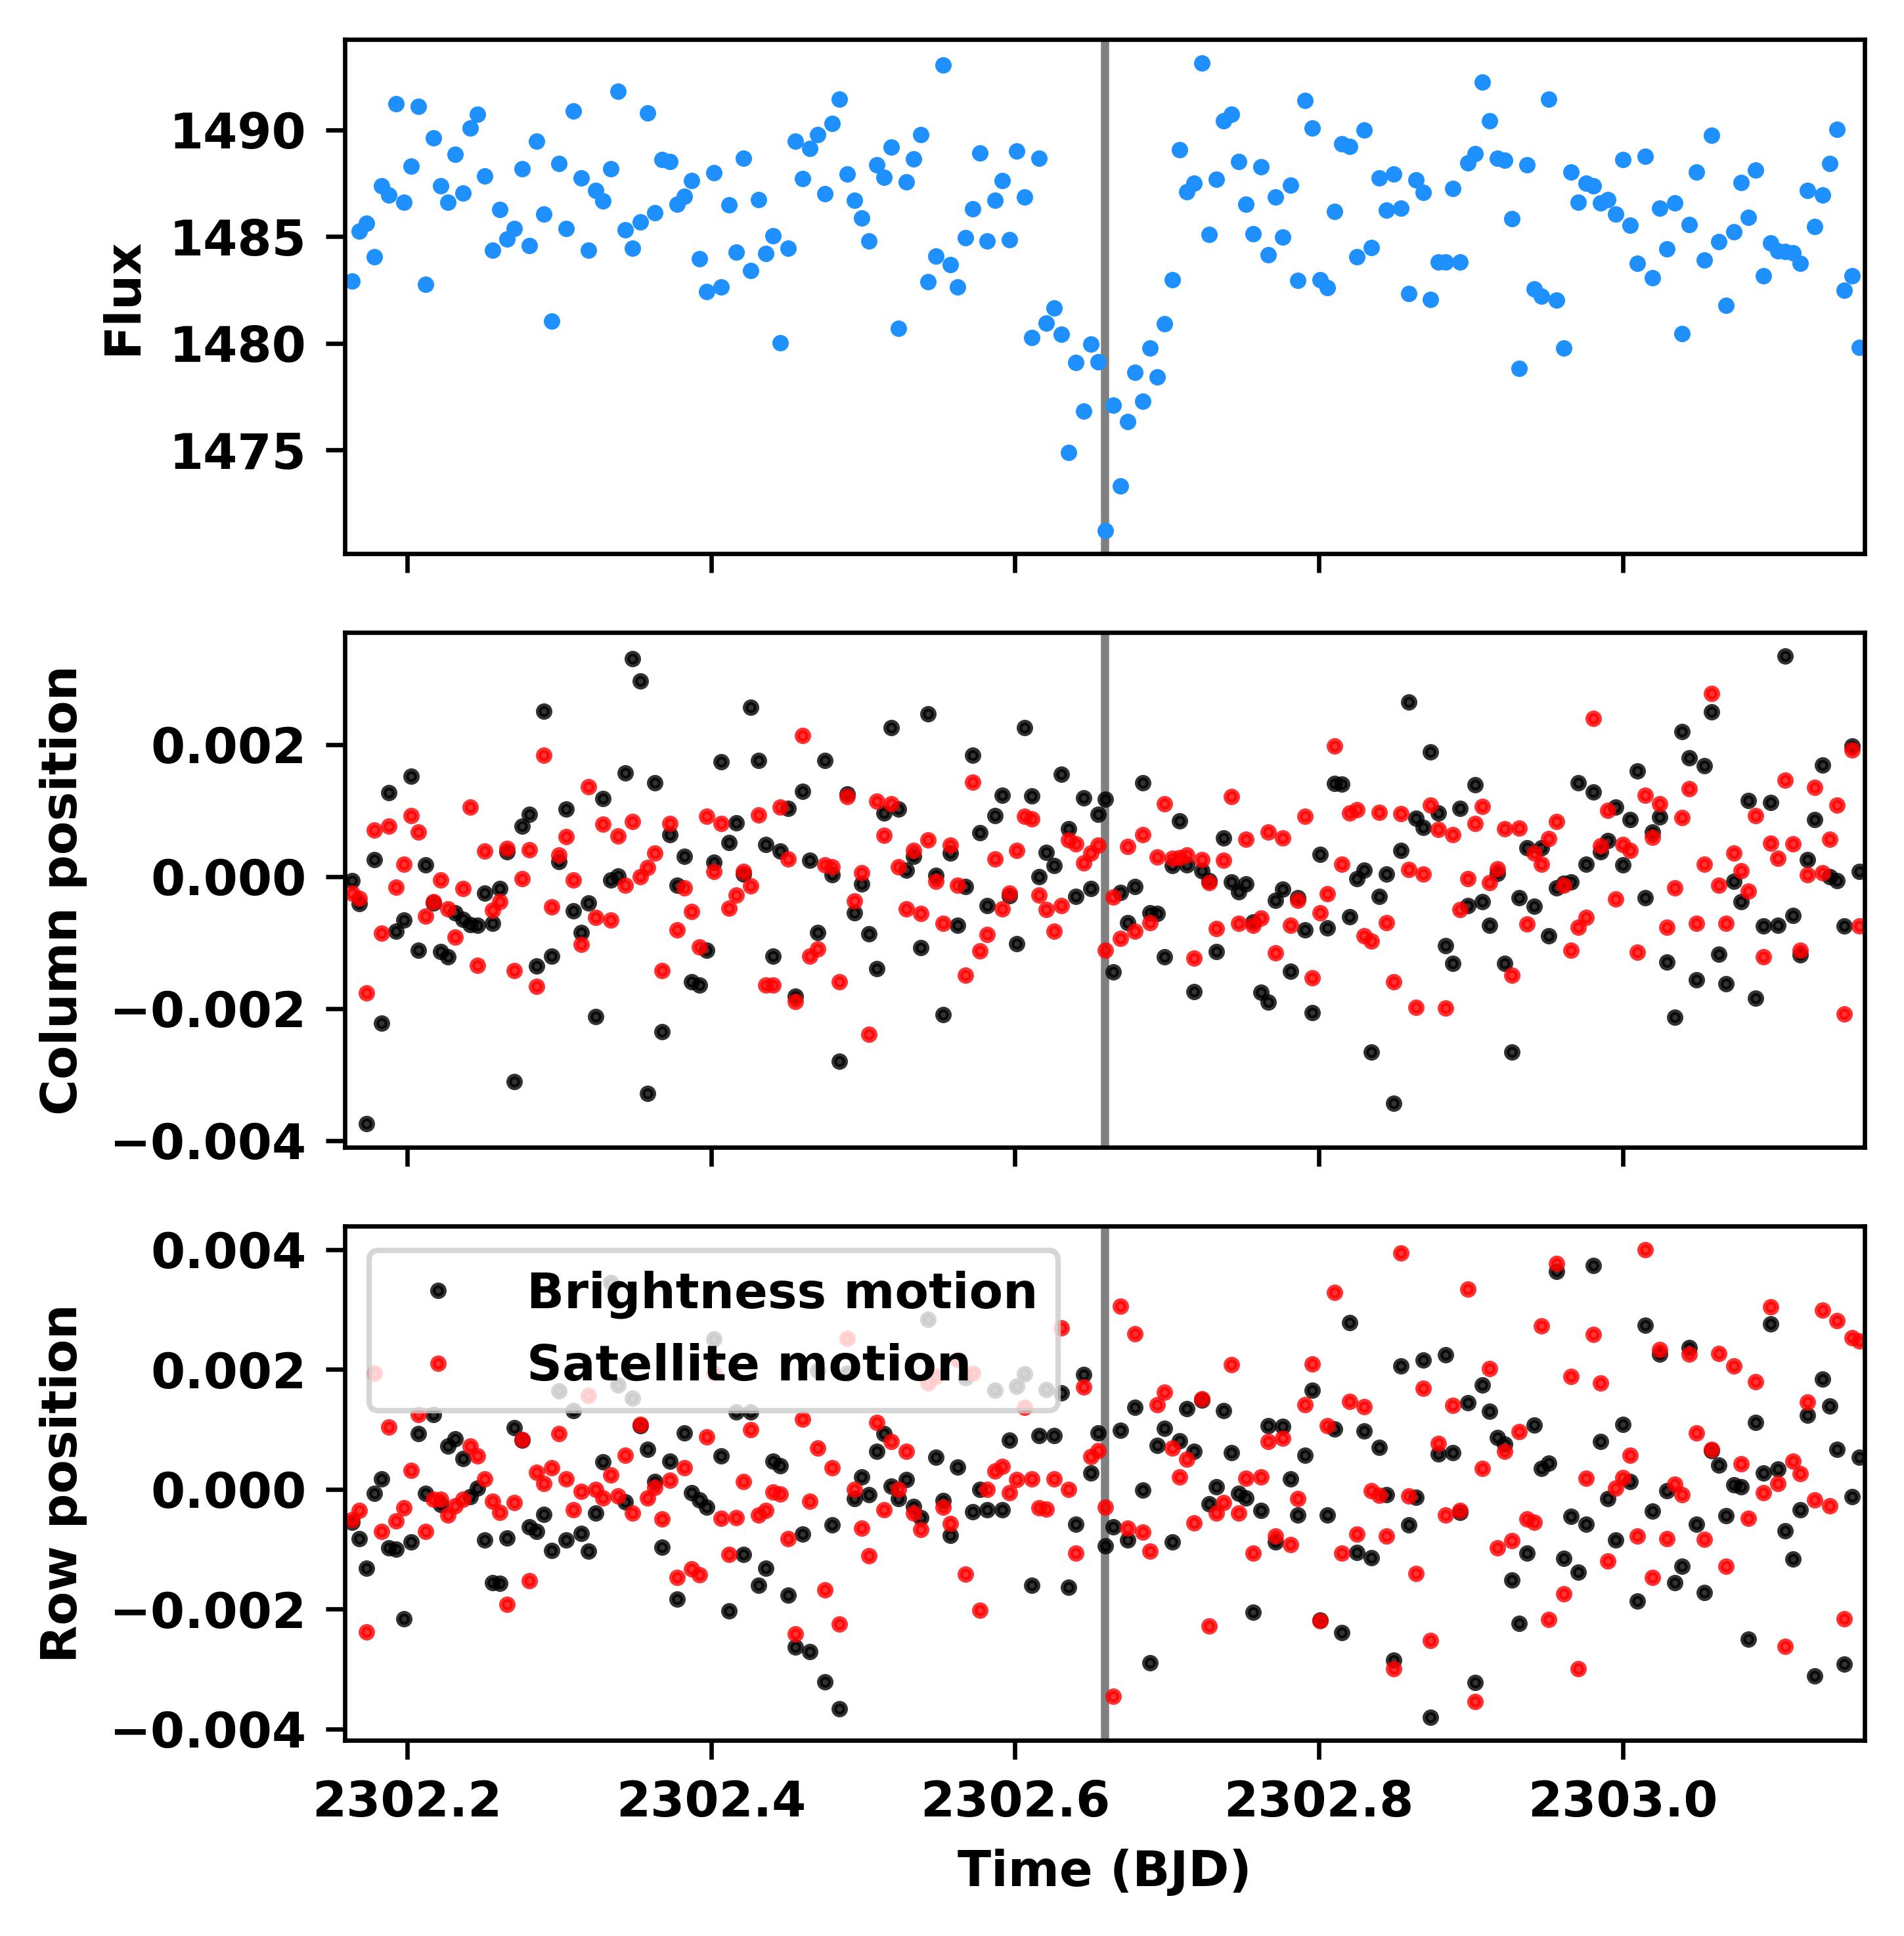 Flux
1490
1485
1480
1475
Column position
0.002
0.000
−0.002
−0.004
Row position
0.004
0.002
0.000
−0.002
−0.004
Brightness motion
Satellite motion
2302.2 2302.4 2302.6 2302.8 2303.0
Time (BJD)